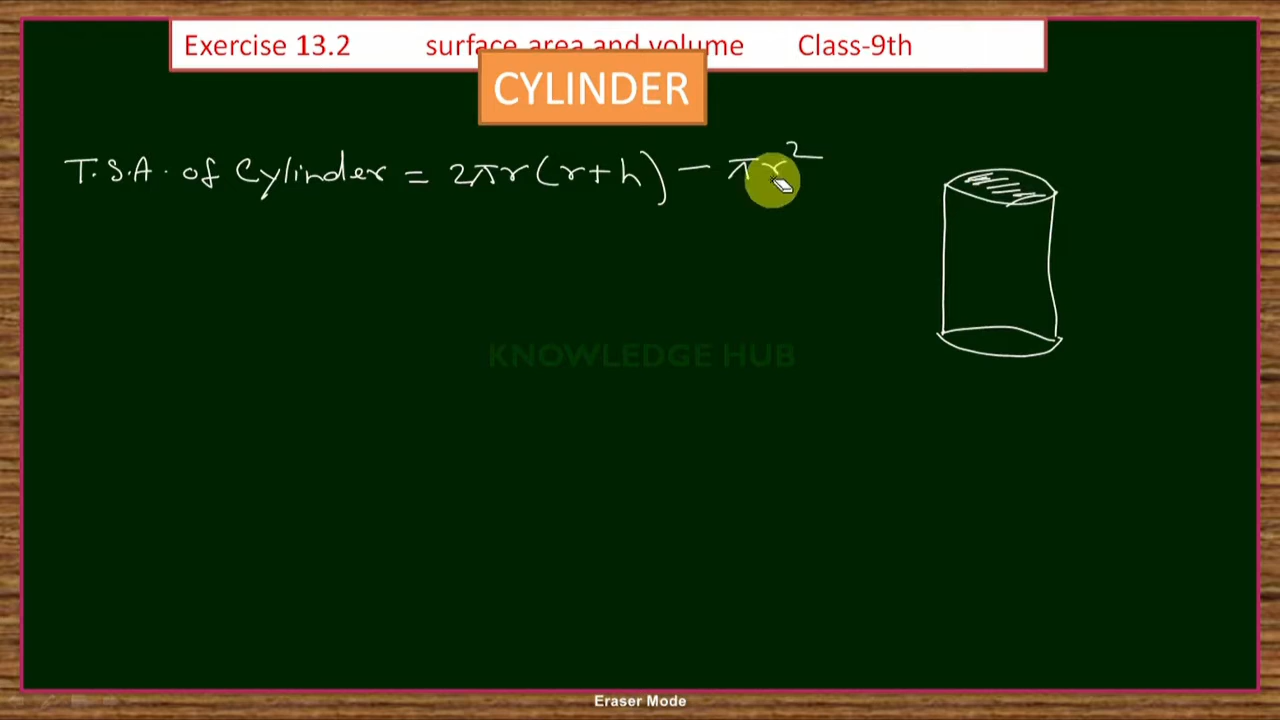 Exercise 13.2 surface area and volume Class-9th
CYLINDER
T.S.A. of Cylinder = 2πr(r+h) - πr²
KNOWLEDGE HUB
Eraser Mode